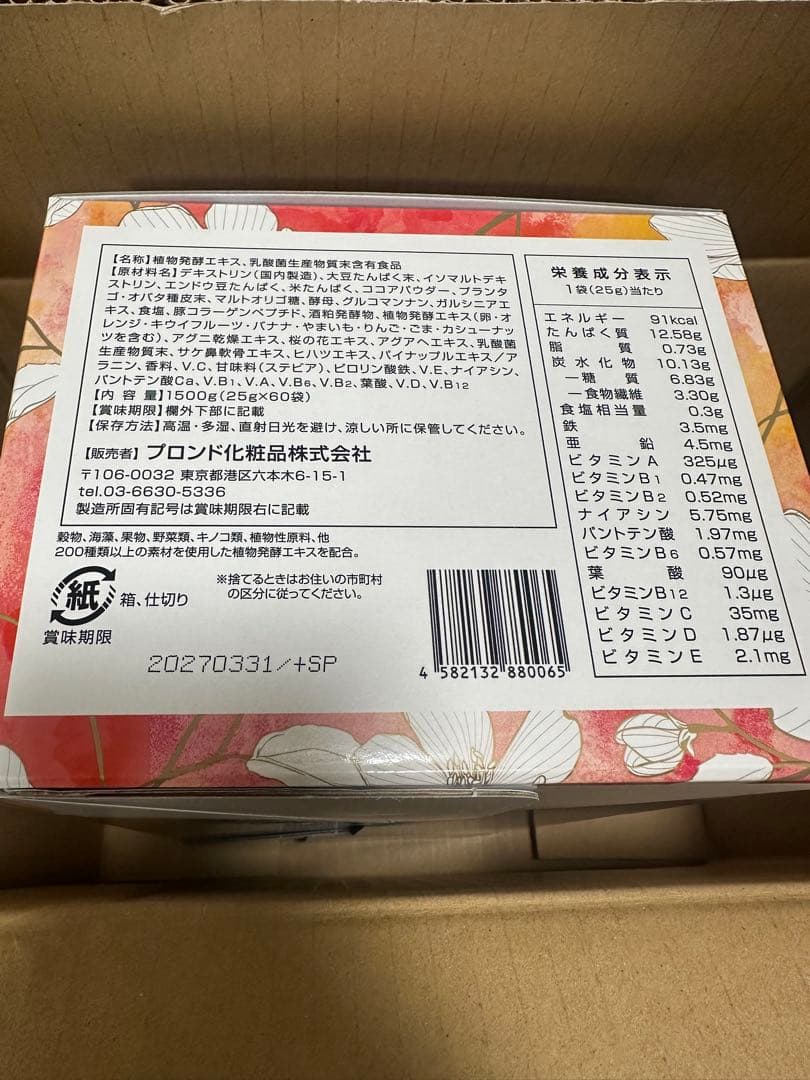 【名称】植物発酵エキス、乳酸菌生産物質末含有食品
【原材料名】デキストリン(国内製造)、大豆たんぱく末、イソマルトデキ
ストリン、エンドウ豆たんぱく、米たんぱく、ココアパウダー、プランタ
ゴ・オバタ種皮末、マルトオリゴ糖、酵母、グルコマンナン、ガルシニアエ
キス、食塩、豚コラーゲンペプチド、酒粕発酵物、植物発酵エキス(卵・オ
レンジ・キウイフルーツ・バナナ・やまいも・りんご・ごま・カシューナッ
ツを含む)、アグニ乾燥エキス、桜の花エキス、アグアヘエキス、乳酸菌
生産物質末、サケ鼻軟骨エキス、ヒハツエキス、パイナップルエキス/ア
ラニン、香料、V.C、甘味料(ステビア)、ピロリン酸鉄、V.E、ナイアシン、
パントテン酸Ca、V.B1、V.A、V.B6、V.B2、葉酸、V.D、V.B12
【内 容 量】1500g(25g×60袋)
【賞味期限】欄外下部に記載
【保存方法】高温・多湿、直射日光を避け、涼しい所に保管してください。
【販売者】 ブロンド化粧品株式会社
〒106-0032 東京都港区六本木6-15-1
tel.03-6630-5336
製造所固有記号は賞味期限右に記載
穀物、海藻、果物、野菜類、キノコ類、植物性原料、他
200種類以上の素材を使用した植物発酵エキスを配合。
紙 箱、仕切り
※捨てるときはお住いの市町村
の区分に従ってください。
賞味期限
20270331/+SP
4 582132 880065
栄養成分表示
1袋(25g)当たり
エネルギー 91kcal
たんぱく質 12.58g
脂 質 0.73g
炭水化物 10.13g
―糖 質 6.83g
―食物繊維 3.30g
食塩相当量 0.3g
鉄 3.5mg
亜 鉛 4.5mg
ビタミンA 325μg
ビタミンB1 0.47mg
ビタミンB2 0.52mg
ナイアシン 5.75mg
パントテン酸 1.97mg
ビタミンB6 0.57mg
葉 酸 90μg
ビタミンB12 1.3μg
ビタミンC 35mg
ビタミンD 1.87μg
ビタミンE 2.1mg